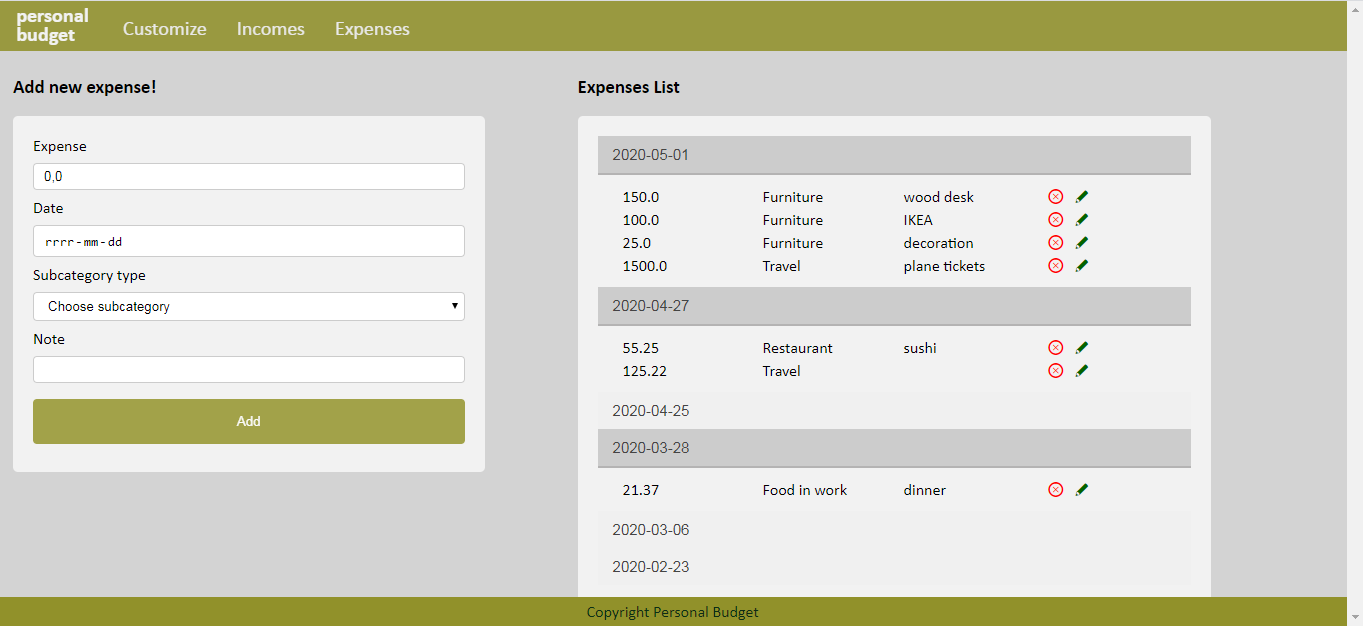 personal
budget
Customize Incomes Expenses
Add new expense!
Expense
0,0
Date
rrrr-mm-dd
Subcategory type
Choose subcategory
Note
Add
Expenses List
2020-05-01
150.0 Furniture wood desk
100.0 Furniture IKEA
25.0 Furniture decoration
1500.0 Travel plane tickets
2020-04-27
55.25 Restaurant sushi
125.22 Travel
2020-04-25
2020-03-28
21.37 Food in work dinner
2020-03-06
2020-02-23
Copyright Personal Budget